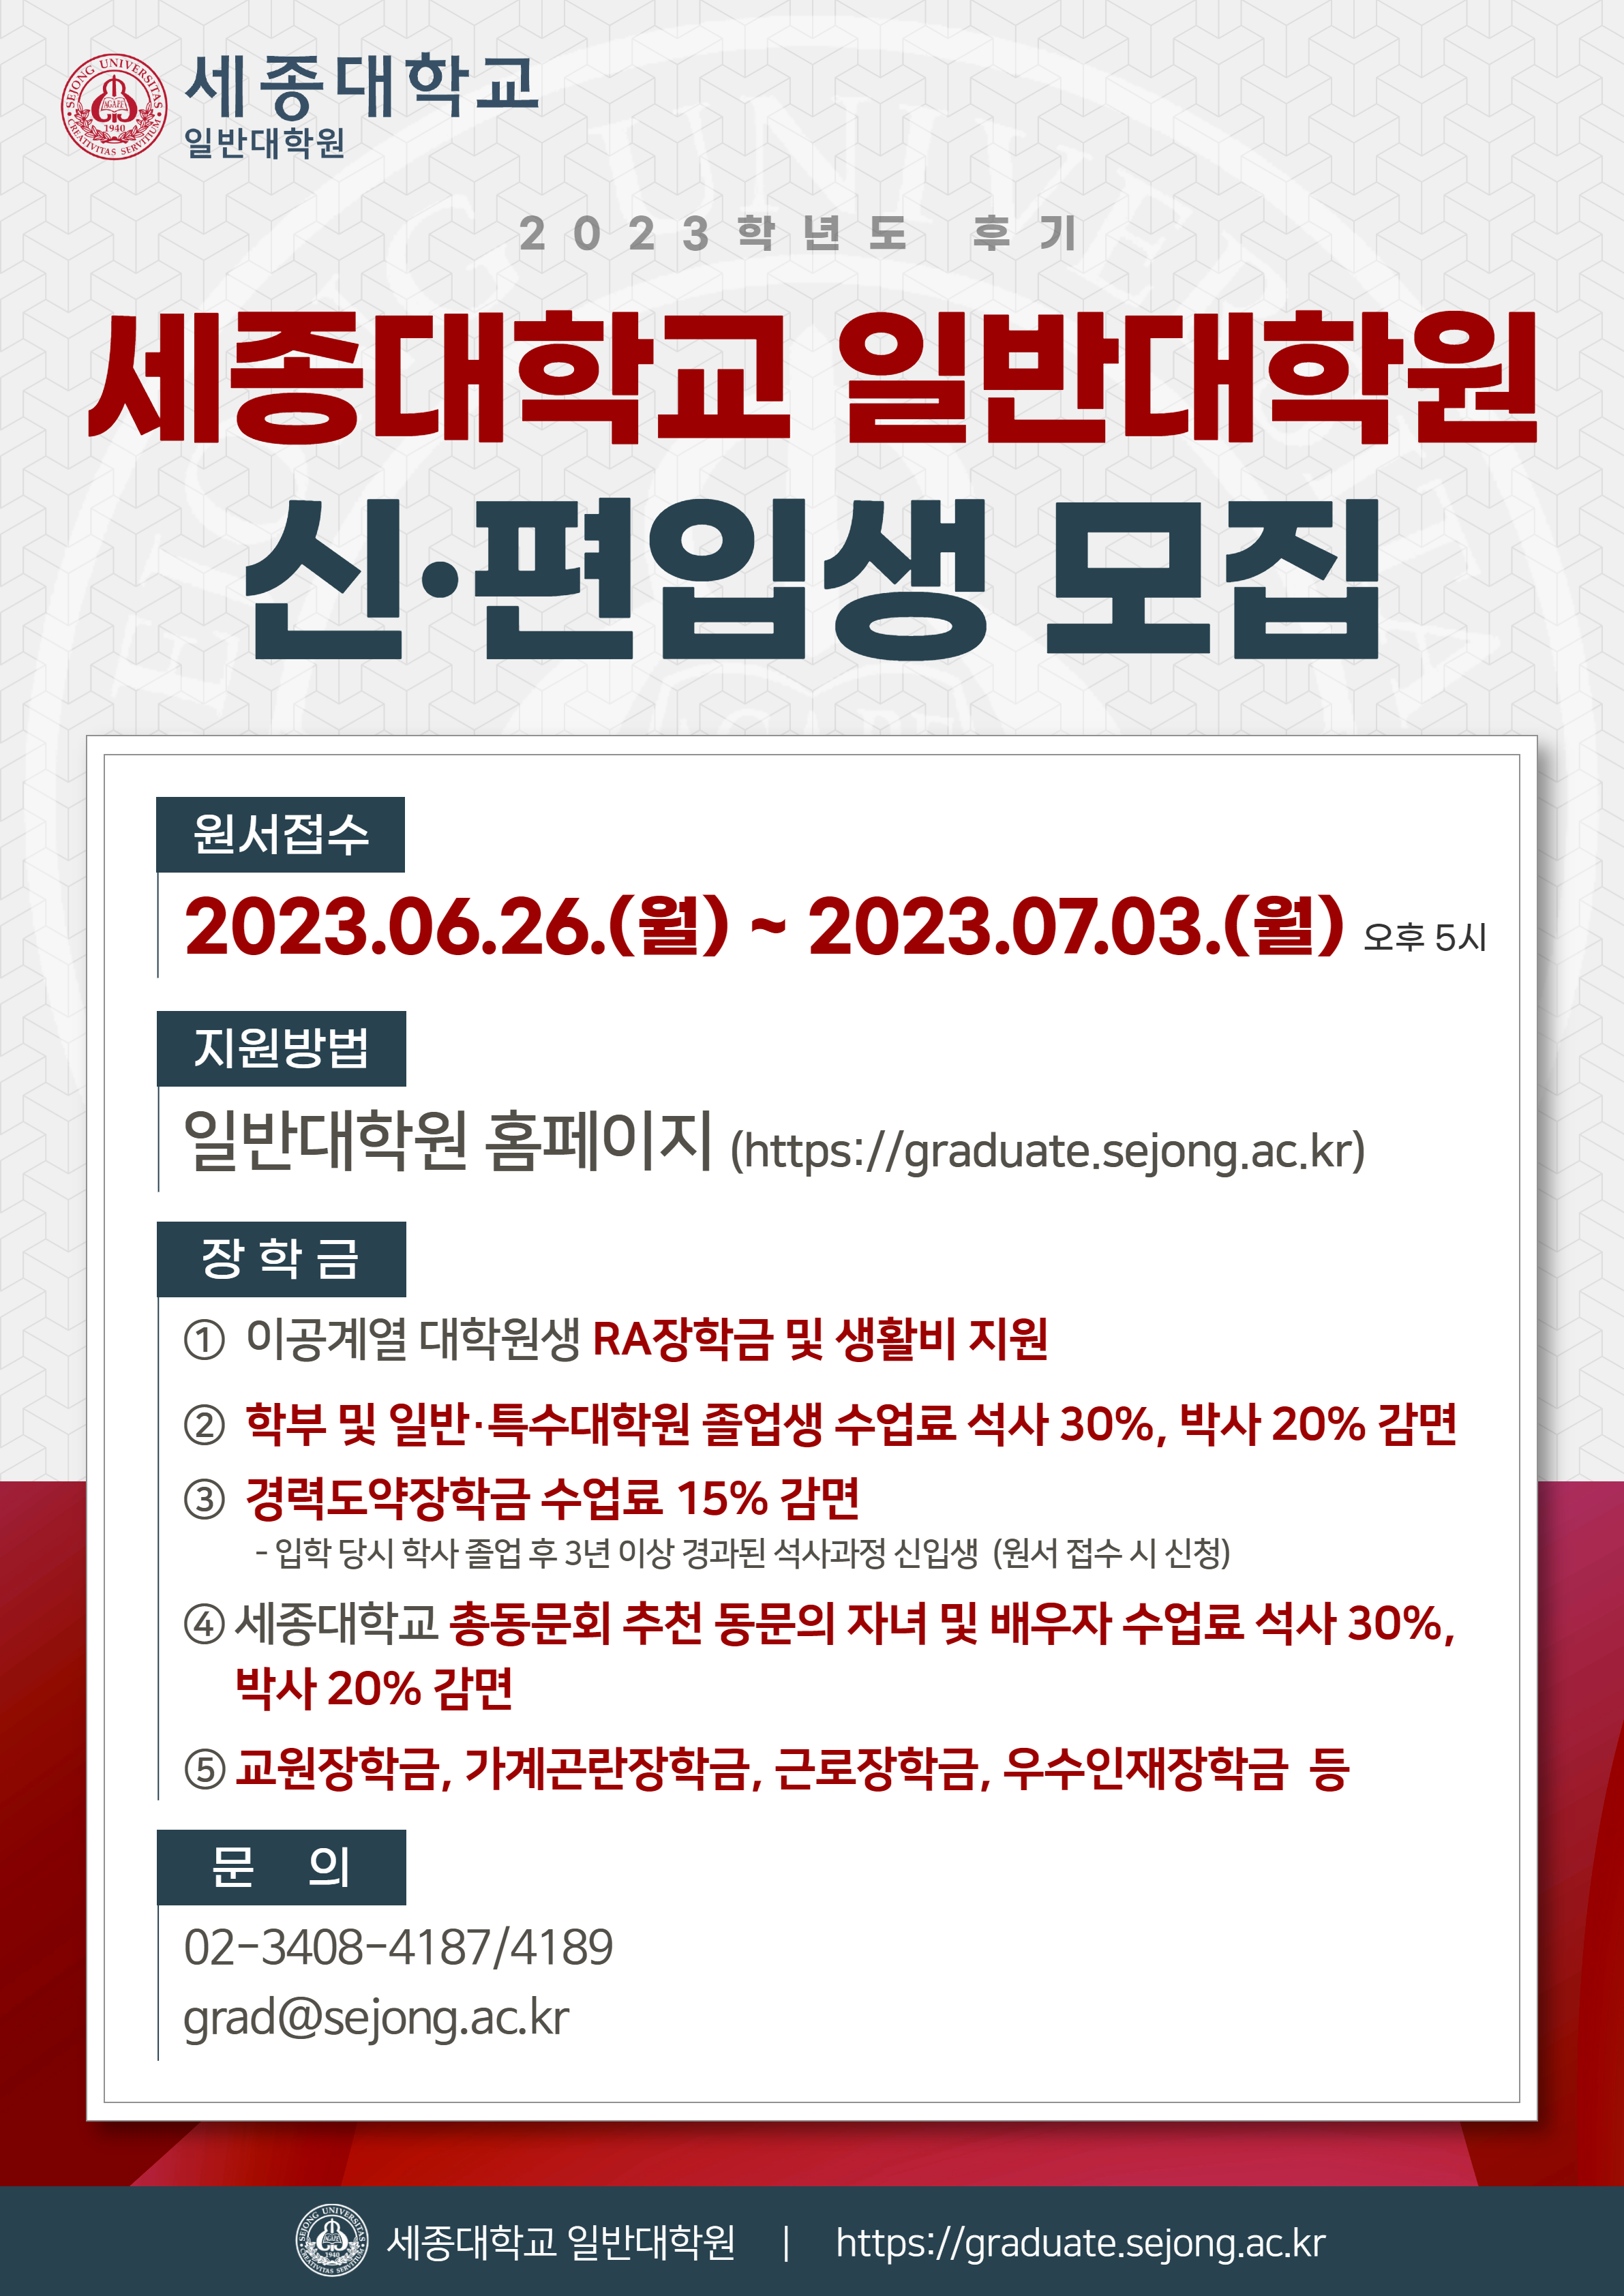 SEJONG UNIVERSITAS
AGAPE
1940
CREATIVITAS SERVITIUM
세종대학교
일반대학원
2023학년도 후기
세종대학교 일반대학원
신·편입생 모집
원서접수
2023.06.26.(월) ~ 2023.07.03.(월) 오후 5시
지원방법
일반대학원 홈페이지 (https://graduate.sejong.ac.kr)
장학금
① 이공계열 대학원생 RA장학금 및 생활비 지원
② 학부 및 일반·특수대학원 졸업생 수업료 석사 30%, 박사 20% 감면
③ 경력도약장학금 수업료 15% 감면
- 입학 당시 학사 졸업 후 3년 이상 경과된 석사과정 신입생 (원서 접수 시 신청)
④ 세종대학교 총동문회 추천 동문의 자녀 및 배우자 수업료 석사 30%,
박사 20% 감면
⑤ 교원장학금, 가계곤란장학금, 근로장학금, 우수인재장학금 등
문 의
02-3408-4187/4189
grad@sejong.ac.kr
SEJONG UNIVERSITAS
AGAPE
1940
CREATIVITAS SERVITIUM
세종대학교 일반대학원 | https://graduate.sejong.ac.kr